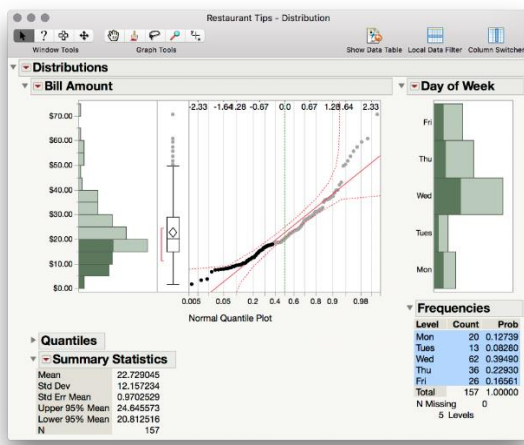 Restaurant Tips - Distribution
Window Tools
Graph Tools
Show Data Table Local Data Filter Column Switcher
Distributions
Bill Amount
-2.33 -1.64 -1.28 -0.67 0.0 0.67 1.28 1.64 2.33
$70.00
$60.00
$50.00
$40.00
$30.00
$20.00
$10.00
$0.00
0.005 0.05 0.2 0.4 0.6 0.8 0.9 0.98
Normal Quantile Plot
Quantiles
Summary Statistics
Mean 22.729045
Std Dev 12.157234
Std Err Mean 0.9702529
Upper 95% Mean 24.645573
Lower 95% Mean 20.812516
N 157
Day of Week
Fri
Thu
Wed
Tues
Mon
Frequencies
Level Count Prob
Mon 20 0.12739
Tues 13 0.08280
Wed 62 0.39490
Thu 36 0.22930
Fri 26 0.16561
Total 157 1.00000
N Missing 0
5 Levels